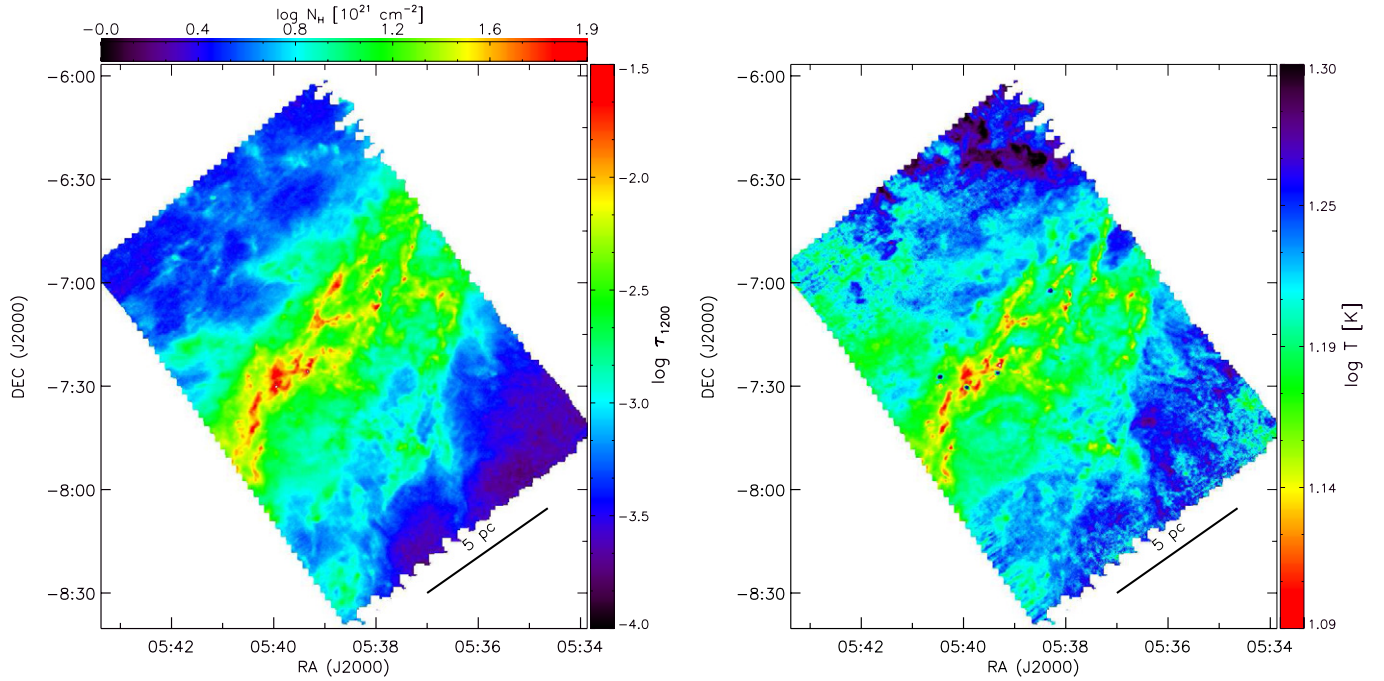 log N_H [10^21 cm^−2]
−0.0 0.4 0.8 1.2 1.6 1.9
−6:00
−6:30
−7:00
−7:30
−8:00
−8:30
DEC (J2000)
05:42 05:40 05:38 05:36 05:34
RA (J2000)
5 pc
−1.5
−2.0
−2.5
−3.0
−3.5
−4.0
log τ_1200
−6:00
−6:30
−7:00
−7:30
−8:00
−8:30
DEC (J2000)
05:42 05:40 05:38 05:36 05:34
RA (J2000)
5 pc
1.30
1.25
1.19
1.14
1.09
log T [K]